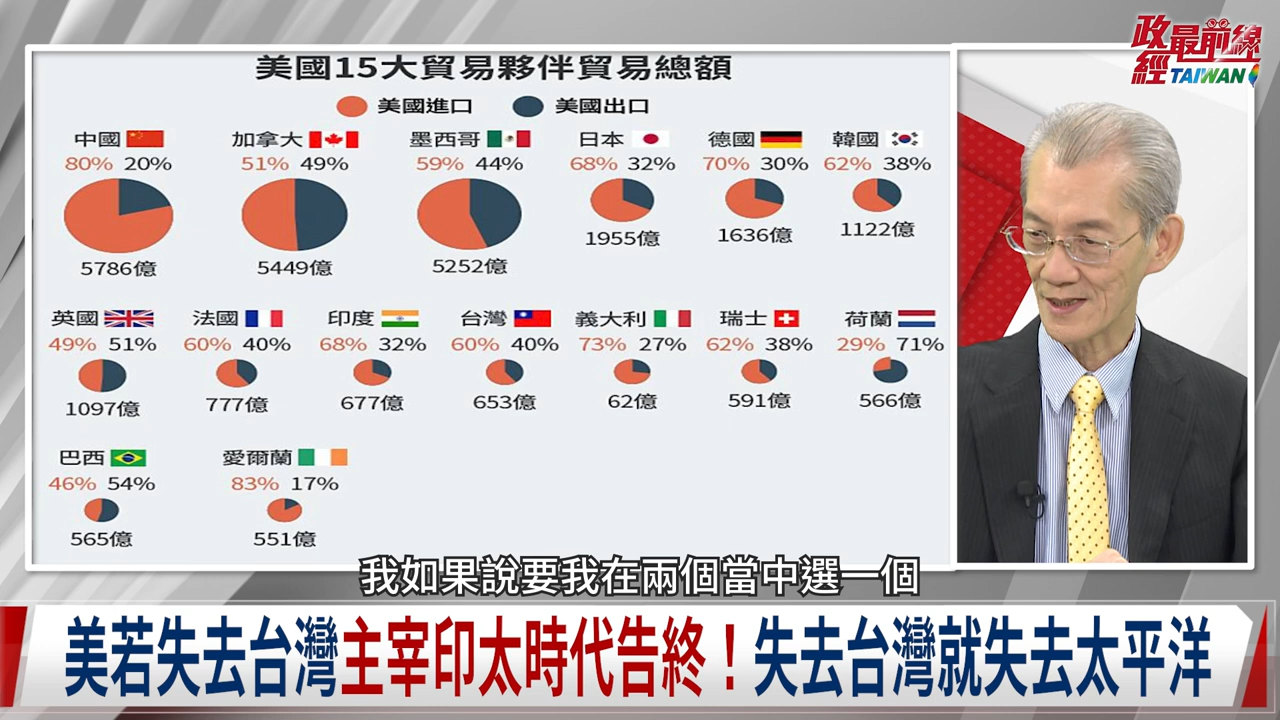 美國15大貿易夥伴貿易總額
美國進口 美國出口
中國 加拿大 墨西哥 日本 德國 韓國
80% 20% 51% 49% 59% 44% 68% 32% 70% 30% 62% 38%
5786億 5449億 5252億 1955億 1636億 1122億
英國 法國 印度 台灣 義大利 瑞士 荷蘭
49% 51% 60% 40% 68% 32% 60% 40% 73% 27% 62% 38% 29% 71%
1097億 777億 677億 653億 62億 591億 566億
巴西 愛爾蘭
46% 54% 83% 17%
565億 551億
政經最前線
TAIWAN
我如果說要我在兩個當中選一個
美若失去台灣主宰印太時代告終！失去台灣就失去太平洋